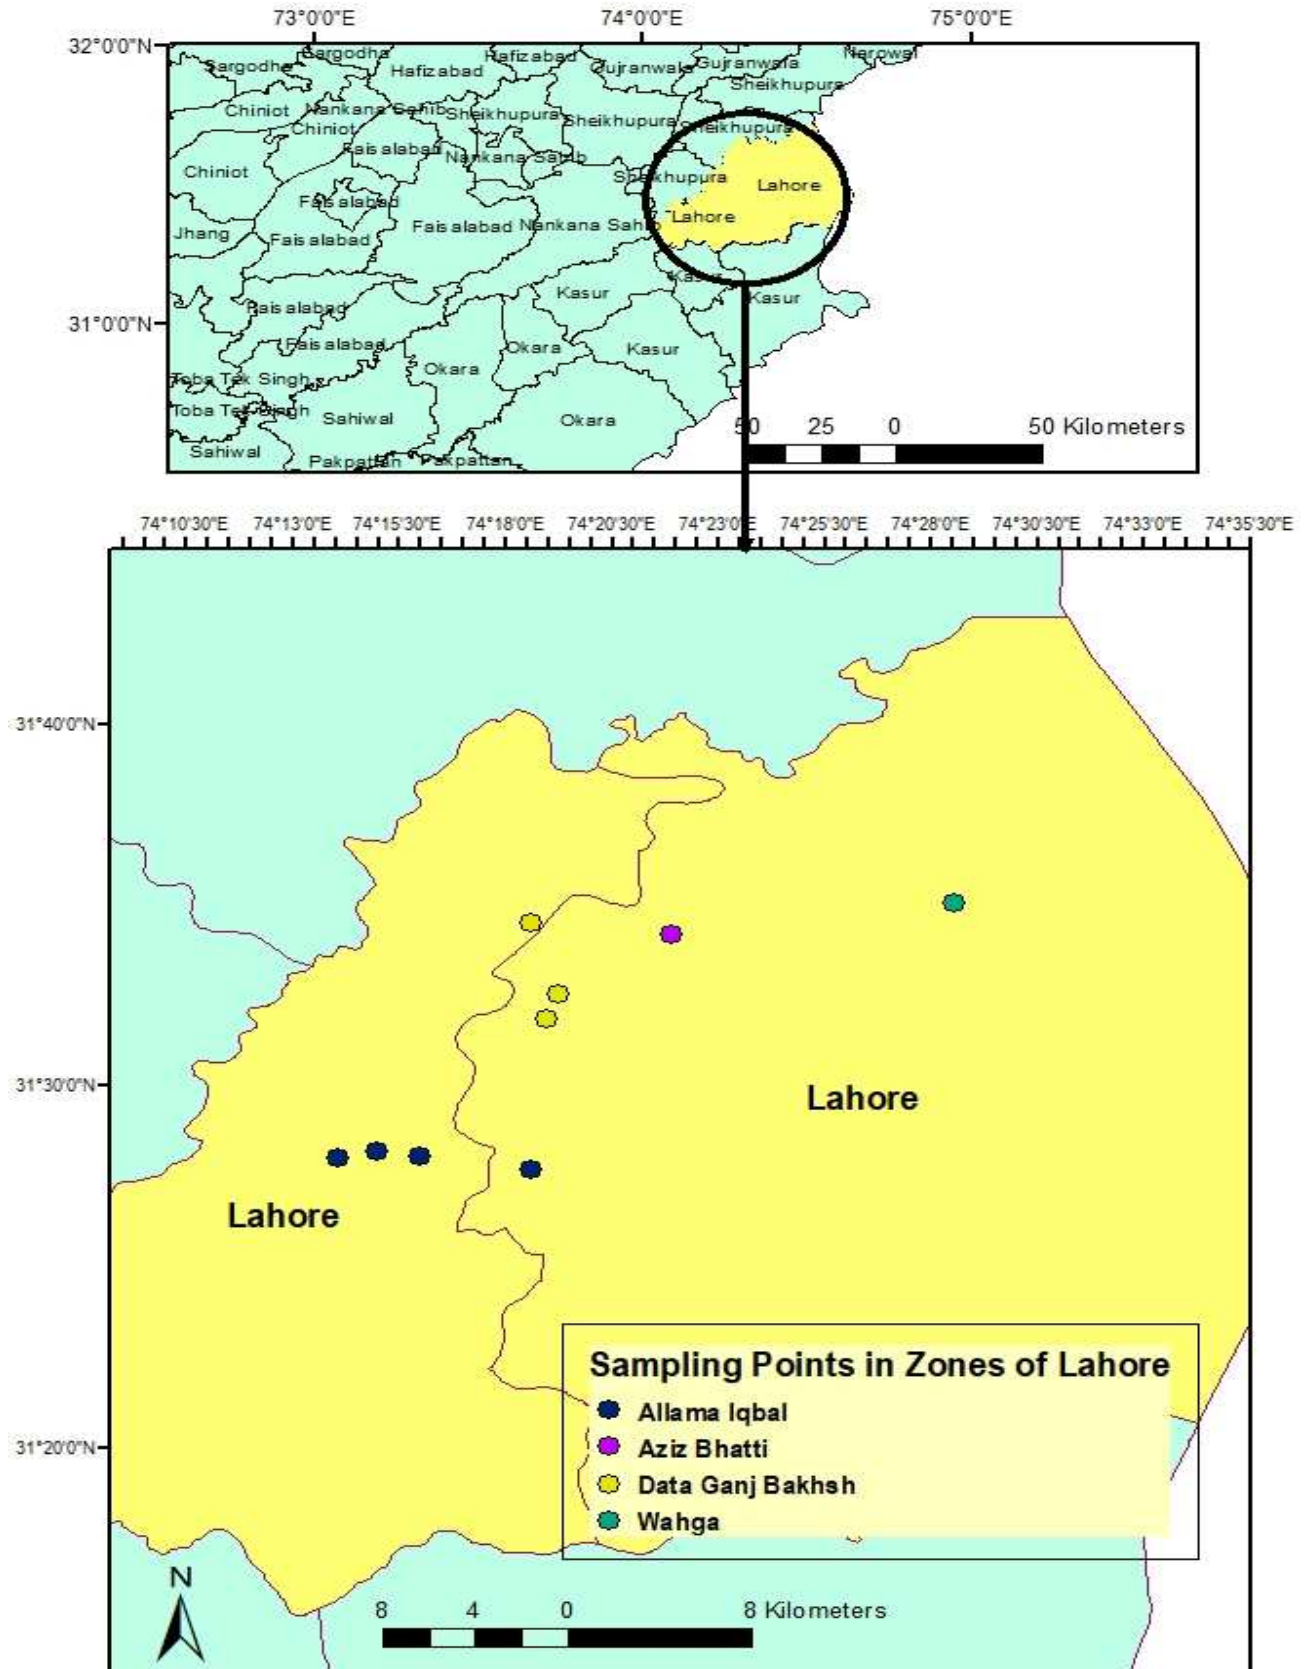 73°0'0"E 74°0'0"E 75°0'0"E
32°0'0"N
Sargodha Sargodha Hafizabad Hafizabad Gujranwala Gujranwala Narowal
Sheikhupura
Chiniot Nankana Sahib Sheikhupura Sheikhupura Sheikhupura
Chiniot
Faisalabad Nankana Sahib
Chiniot Sheikhupura Lahore
Faisalabad
Jhang Faisalabad Faisalabad Nankana Sahib Lahore
Kasur
Kasur Kasur
Faisalabad
31°0'0"N
Faisalabad Okara Kasur
Okara
Toba Tek Singh
Toba Tek Singh Sahiwal Okara
50 25 0 50 Kilometers
Sahiwal Pakpattan Pakpattan
74°10'30"E 74°13'0"E 74°15'30"E 74°18'0"E 74°20'30"E 74°23'0"E 74°25'30"E 74°28'0"E 74°30'30"E 74°33'0"E 74°35'30"E
31°40'0"N
31°30'0"N
Lahore
Lahore
Sampling Points in Zones of Lahore
Allama Iqbal
31°20'0"N
Aziz Bhatti
Data Ganj Bakhsh
Wahga
N
8 4 0 8 Kilometers